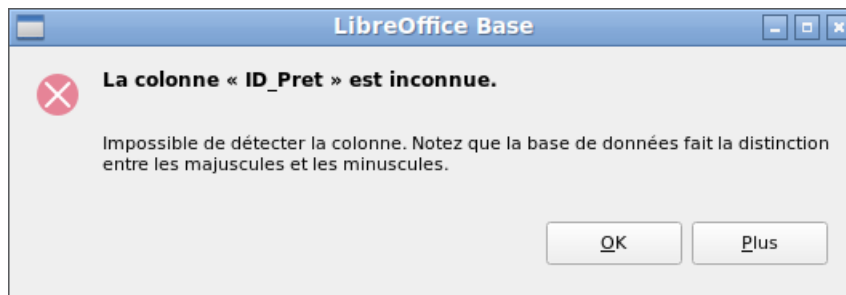 LibreOffice Base
La colonne « ID_Pret » est inconnue.
Impossible de détecter la colonne. Notez que la base de données fait la distinction
entre les majuscules et les minuscules.
OK
Plus